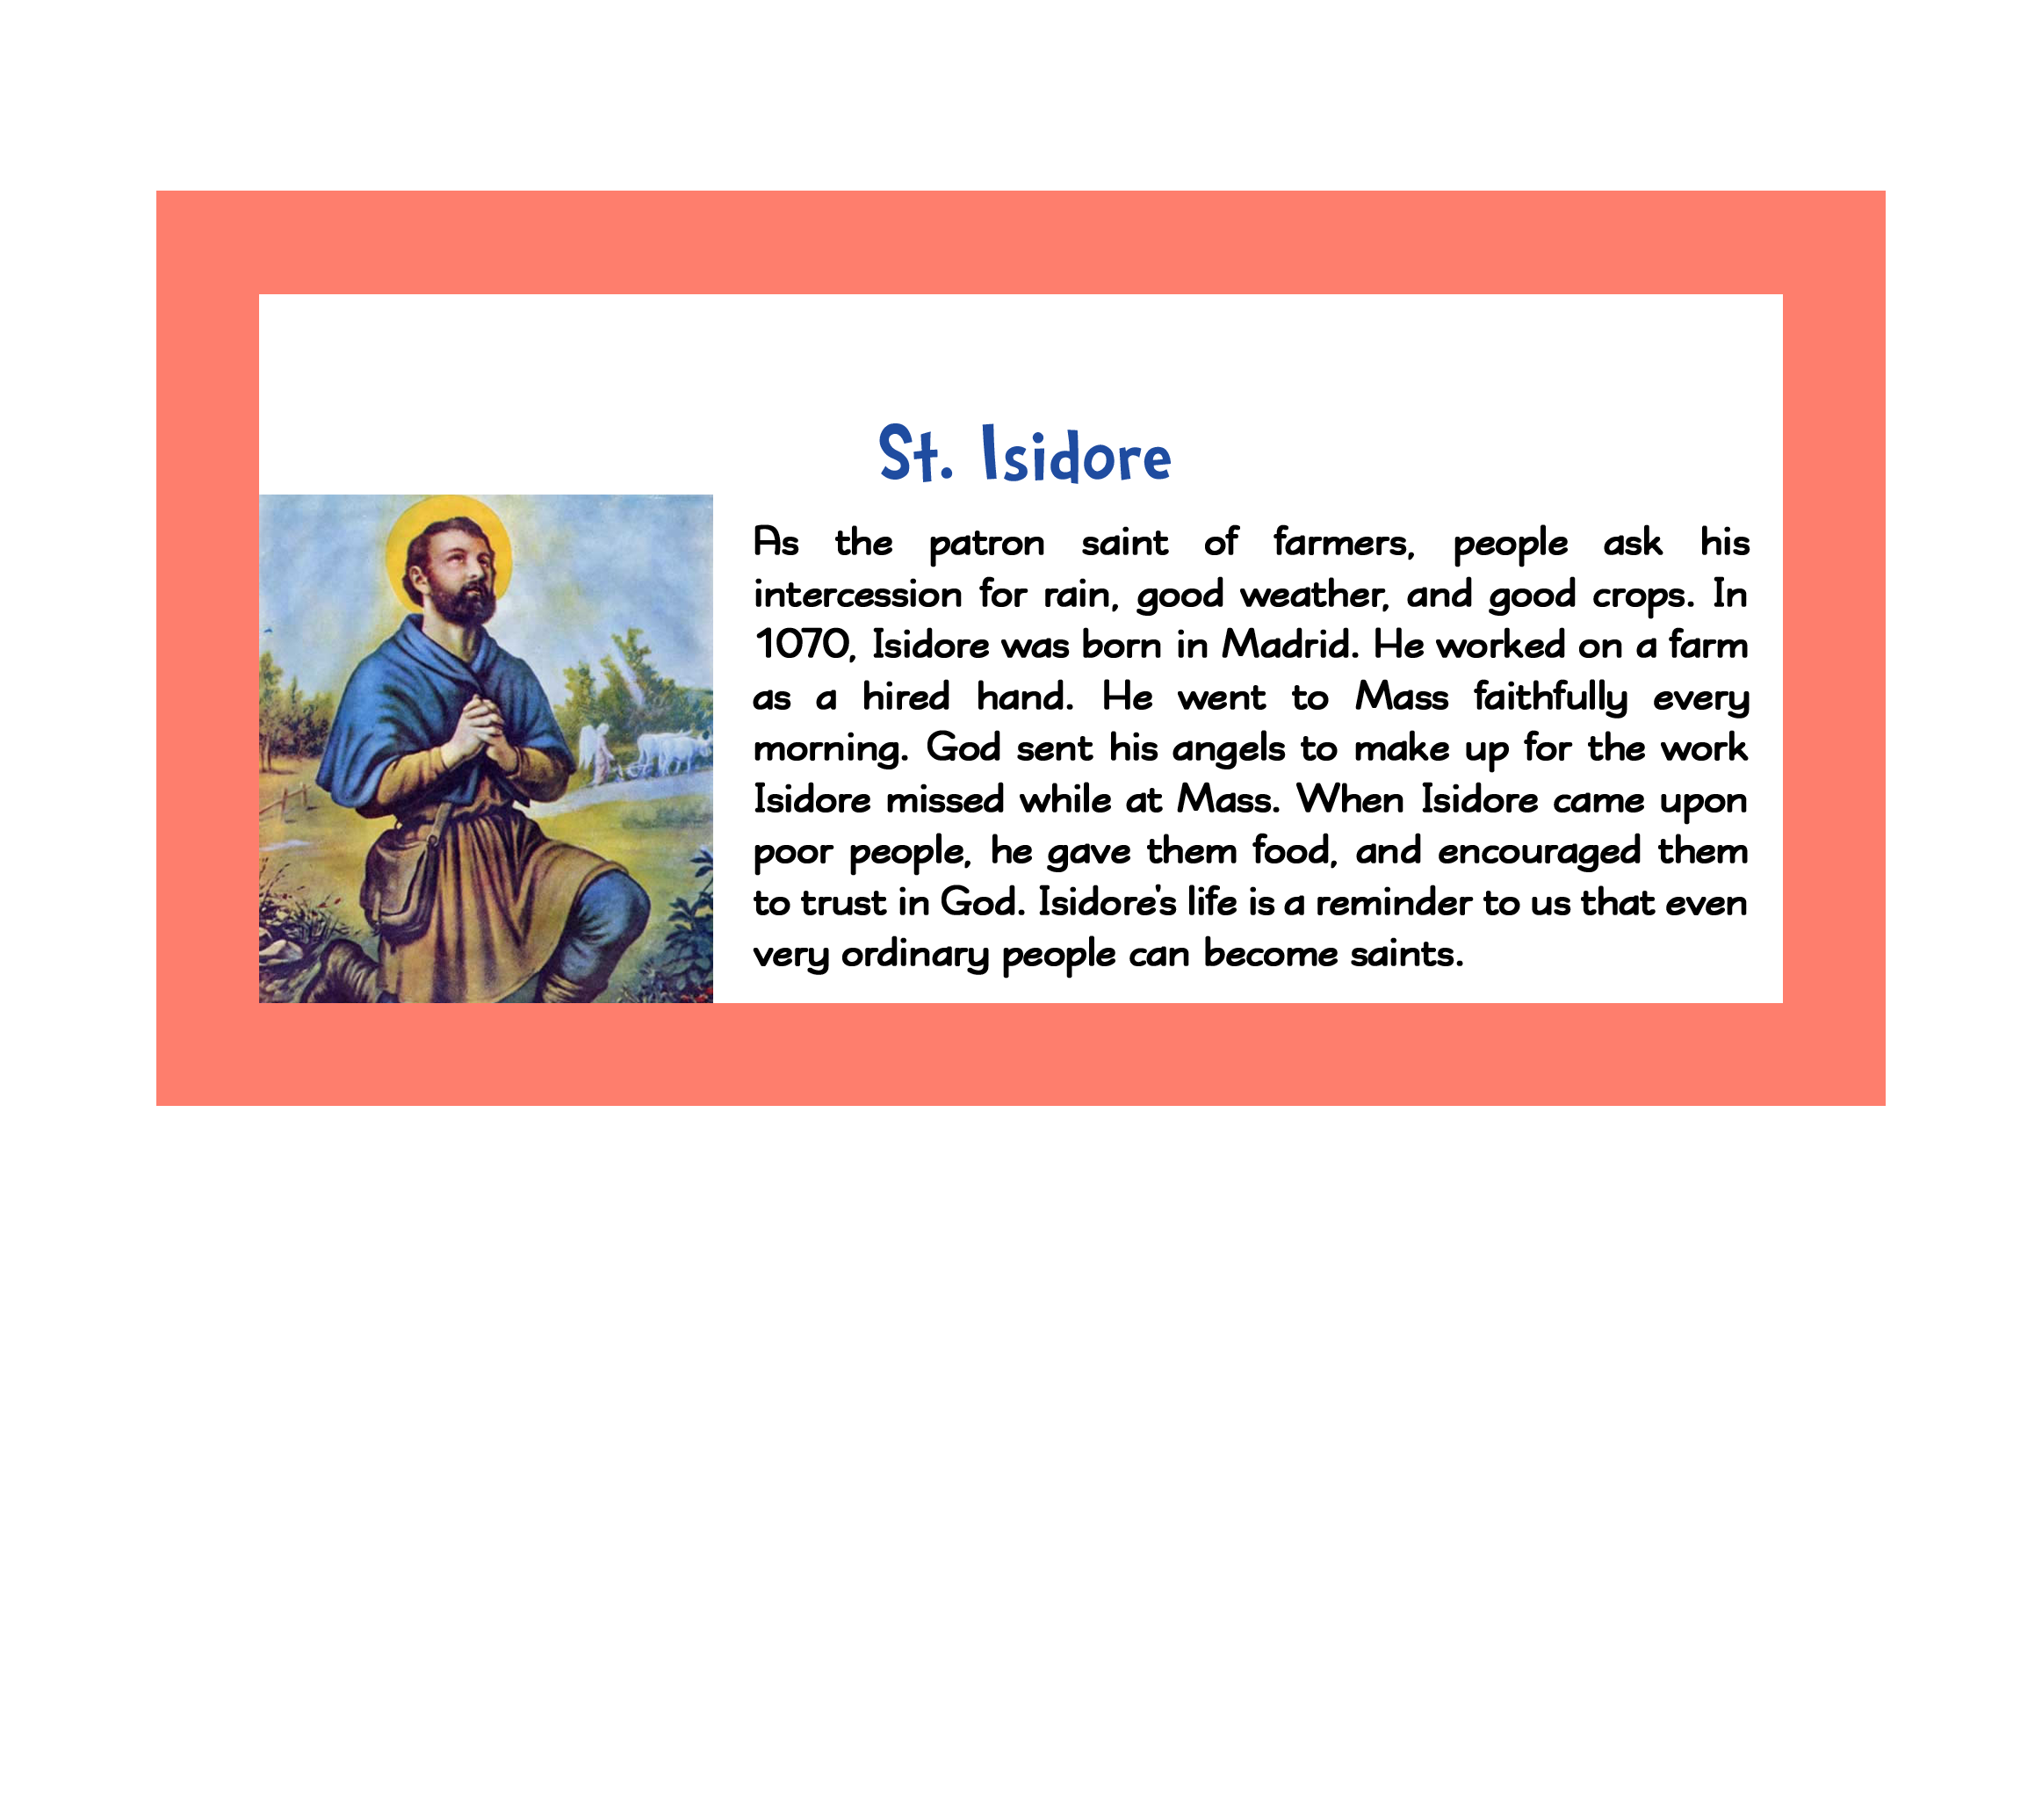 St. Isidore
As the patron saint of farmers, people ask his
intercession for rain, good weather, and good crops. In
1070, Isidore was born in Madrid. He worked on a farm
as a hired hand. He went to Mass faithfully every
morning. God sent his angels to make up for the work
Isidore missed while at Mass. When Isidore came upon
poor people, he gave them food, and encouraged them
to trust in God. Isidore's life is a reminder to us that even
very ordinary people can become saints.